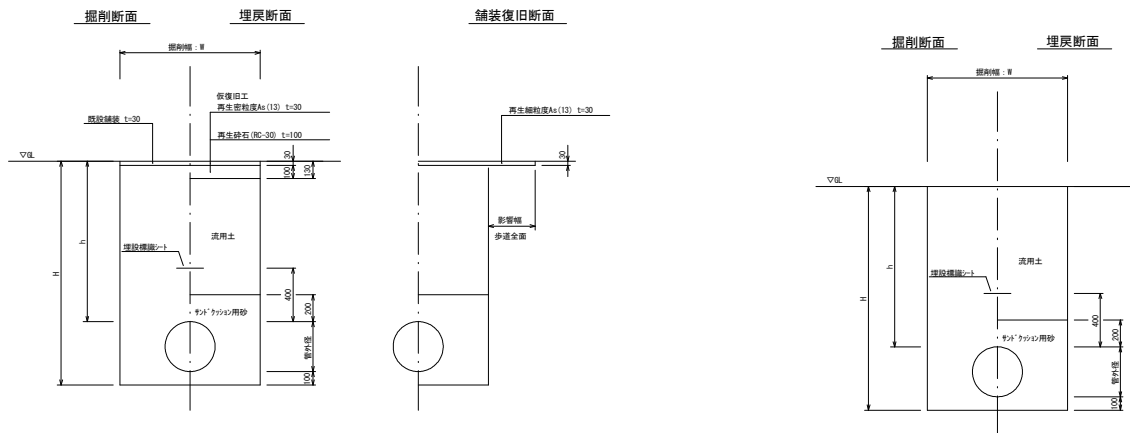 掘削断面
埋戻断面
掘削幅：W
仮復旧工
再生密粒度As(13) t=30
既設舗装 t=30
再生砕石(RC-30) t=100
▽GL
30
100
130
流用土
埋設標識ｼｰﾄ
h
H
400
200
ｻﾝﾄﾞｸｯｼｮﾝ用砂
管外径
100
舗装復旧断面
再生細粒度As(13) t=30
30
影響幅
歩道全面
掘削断面
埋戻断面
掘削幅：W
▽GL
流用土
埋設標識ｼｰﾄ
h
H
400
200
ｻﾝﾄﾞｸｯｼｮﾝ用砂
管外径
100